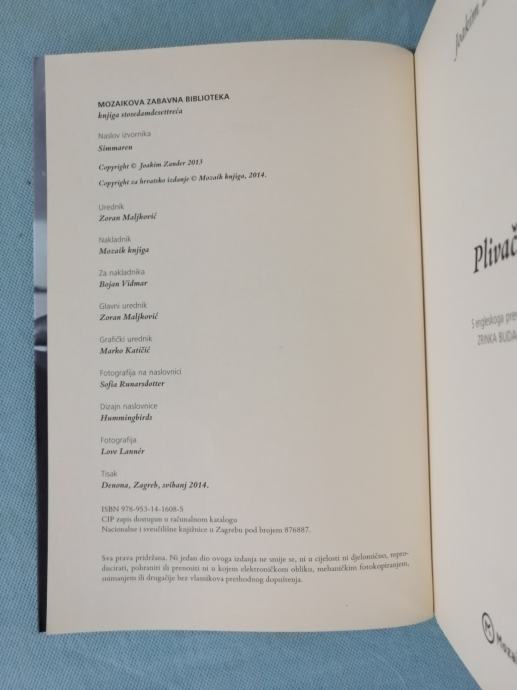 MOZAIKOVA ZABAVNA BIBLIOTEKA
knjiga stosedamdesettreća
Naslov izvornika
Simmaren
Copyright © Joakim Zander 2013
Copyright za hrvatsko izdanje © Mozaik knjiga, 2014.
Urednik
Zoran Maljković
Nakladnik
Mozaik knjiga
Za nakladnika
Bojan Vidmar
Glavni urednik
Zoran Maljković
Grafički urednik
Marko Katičić
Fotografija na naslovnici
Sofia Runarsdotter
Dizajn naslovnice
Hummingbirds
Fotografija
Love Lannér
Tisak
Denona, Zagreb, svibanj 2014.
ISBN 978-953-14-1608-5
CIP zapis dostupan u računalnom katalogu
Nacionalne i sveučilišne knjižnice u Zagrebu pod brojem 876887.
Sva prava pridržana. Ni jedan dio ovoga izdanja ne smije se, ni u cijelosti ni djelomično, repro-
ducirati, pohraniti ili prenositi ni u kojem elektroničkom obliku, mehaničkim fotokopiranjem,
snimanjem ili drugačije bez vlasnikova prethodnog dopuštenja.
Joakim
Plivač
S engleskoga
ZRINKA